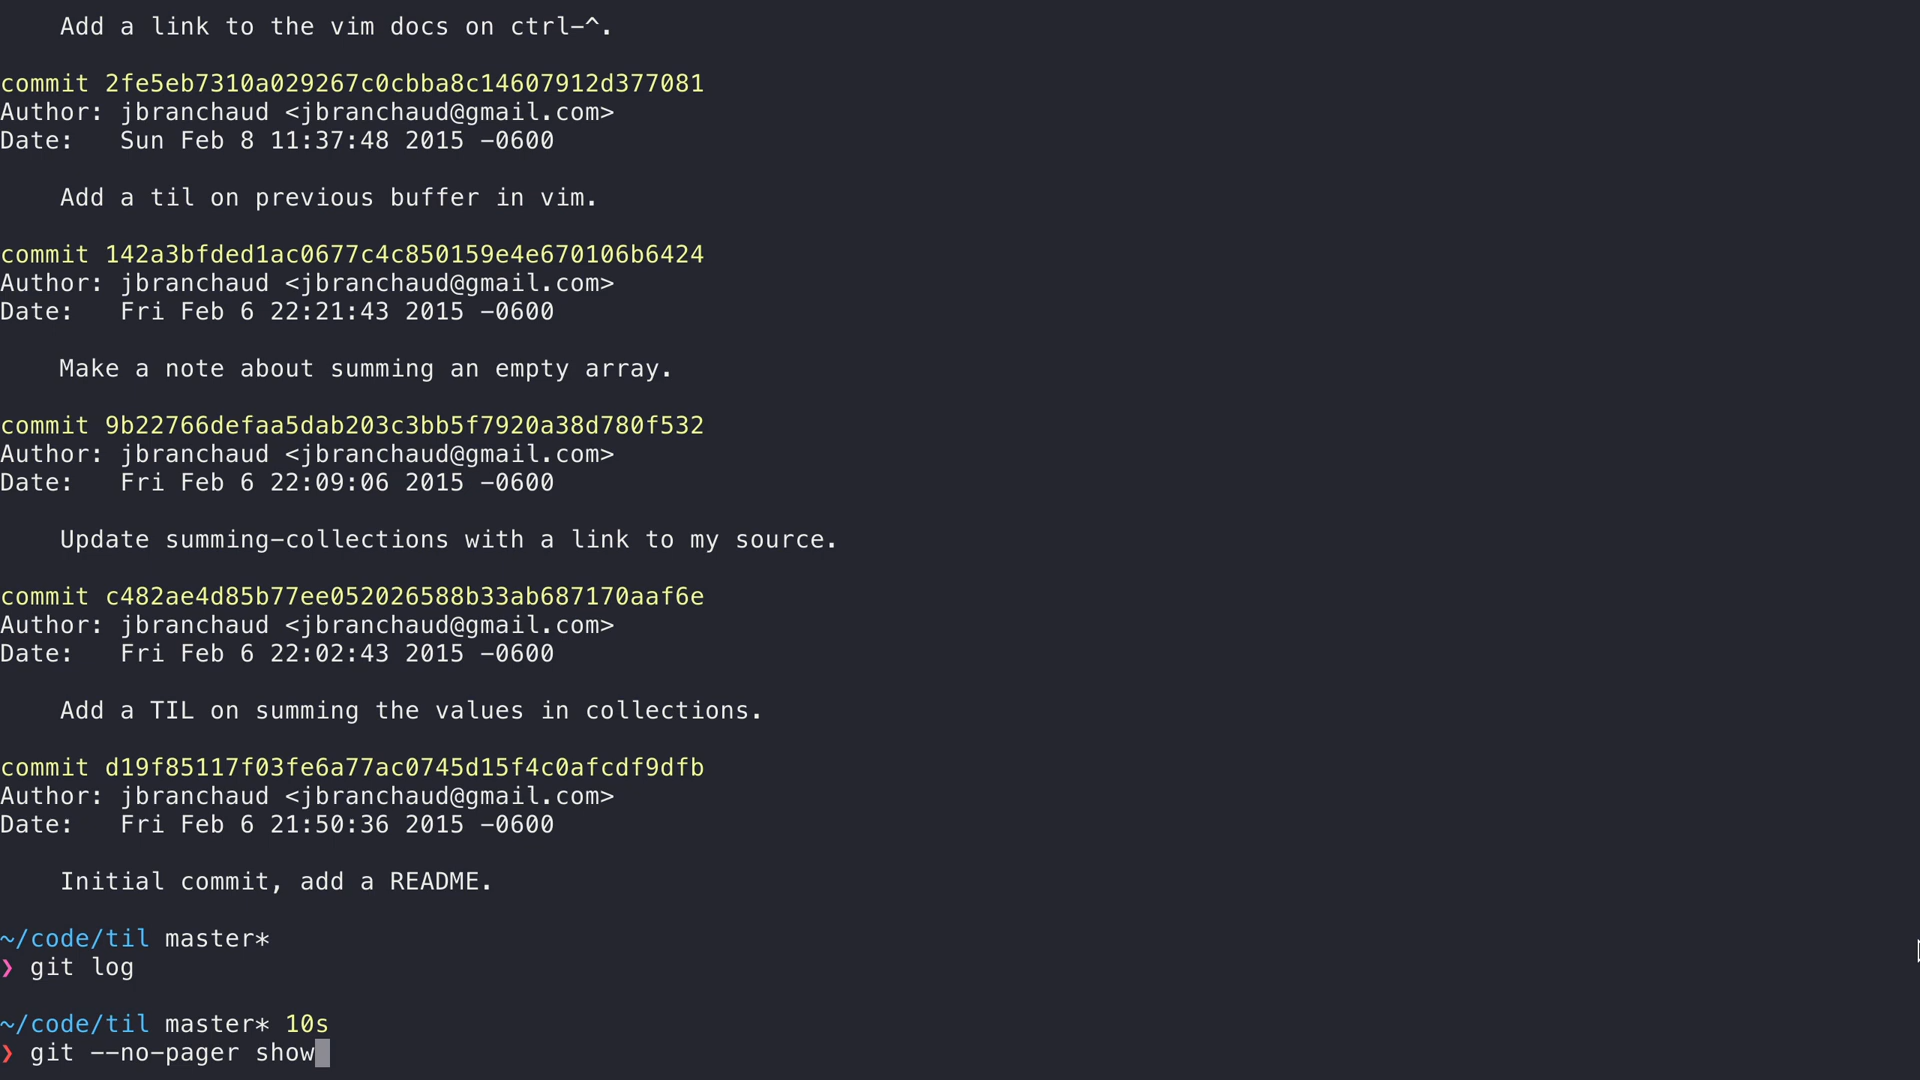 Add a link to the vim docs on ctrl-^.
commit 2fe5eb7310a029267c0cbba8c14607912d377081
Author: jbranchaud <jbranchaud@gmail.com>
Date:   Sun Feb 8 11:37:48 2015 -0600
Add a til on previous buffer in vim.
commit 142a3bfded1ac0677c4c850159e4e670106b6424
Author: jbranchaud <jbranchaud@gmail.com>
Date:   Fri Feb 6 22:21:43 2015 -0600
Make a note about summing an empty array.
commit 9b22766defaa5dab203c3bb5f7920a38d780f532
Author: jbranchaud <jbranchaud@gmail.com>
Date:   Fri Feb 6 22:09:06 2015 -0600
Update summing-collections with a link to my source.
commit c482ae4d85b77ee052026588b33ab687170aaf6e
Author: jbranchaud <jbranchaud@gmail.com>
Date:   Fri Feb 6 22:02:43 2015 -0600
Add a TIL on summing the values in collections.
commit d19f85117f03fe6a77ac0745d15f4c0afcdf9dfb
Author: jbranchaud <jbranchaud@gmail.com>
Date:   Fri Feb 6 21:50:36 2015 -0600
Initial commit, add a README.
~/code/til master*
❯ git log
~/code/til master* 10s
❯ git --no-pager show